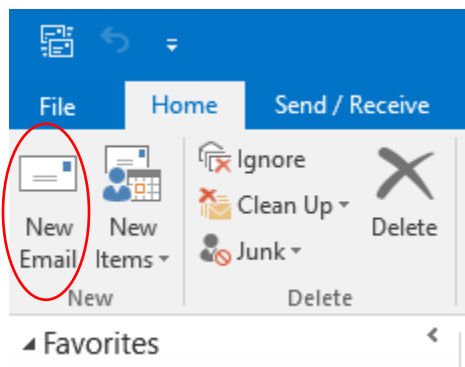 File Home Send / Receive
Ignore
Clean Up
New Email
New Items
Junk
Delete
New Delete
Favorites